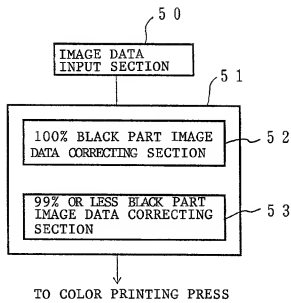 50
IMAGE DATA
INPUT SECTION
51
100% BLACK PART IMAGE
DATA CORRECTING SECTION
52
99% OR LESS BLACK PART
IMAGE DATA CORRECTING
SECTION
53
TO COLOR PRINTING PRESS